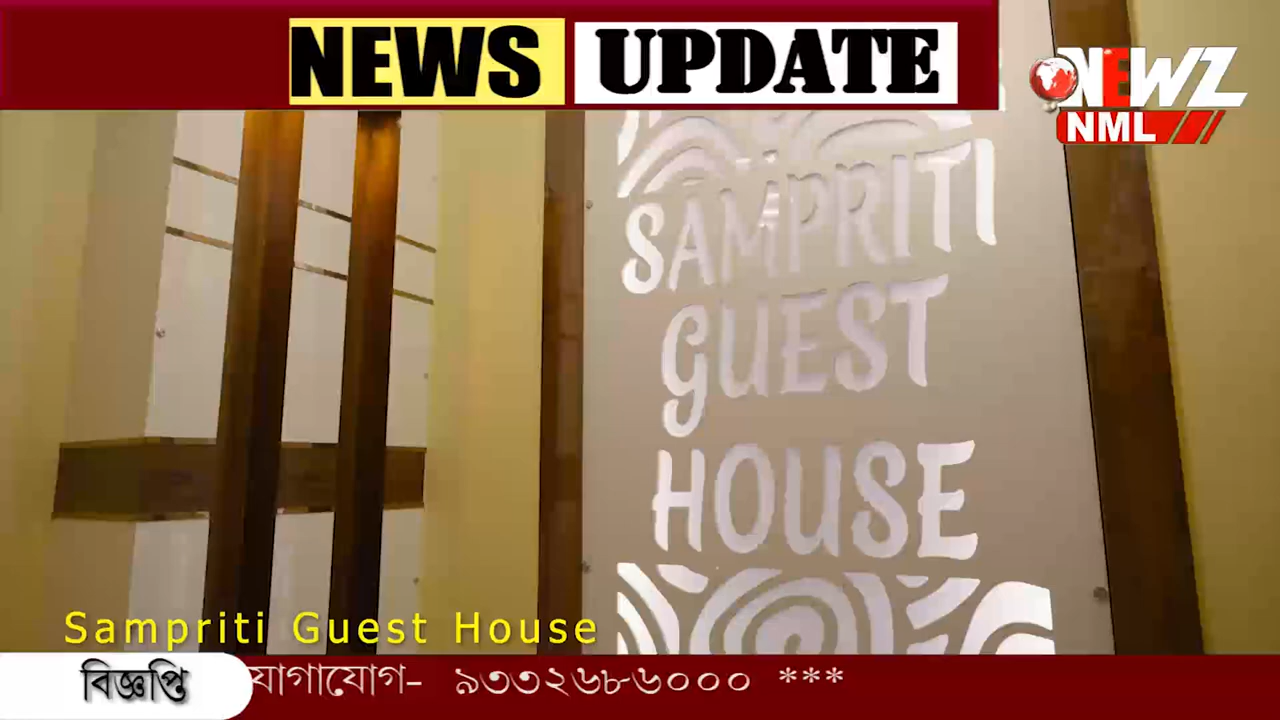 NEWS UPDATE
NEWZ
NML
SAMPRITI
GUEST
HOUSE
Sampriti Guest House
বিজ্ঞপ্তি যোগাযোগ- ৯৩৩২৬৮৬০০০ ***